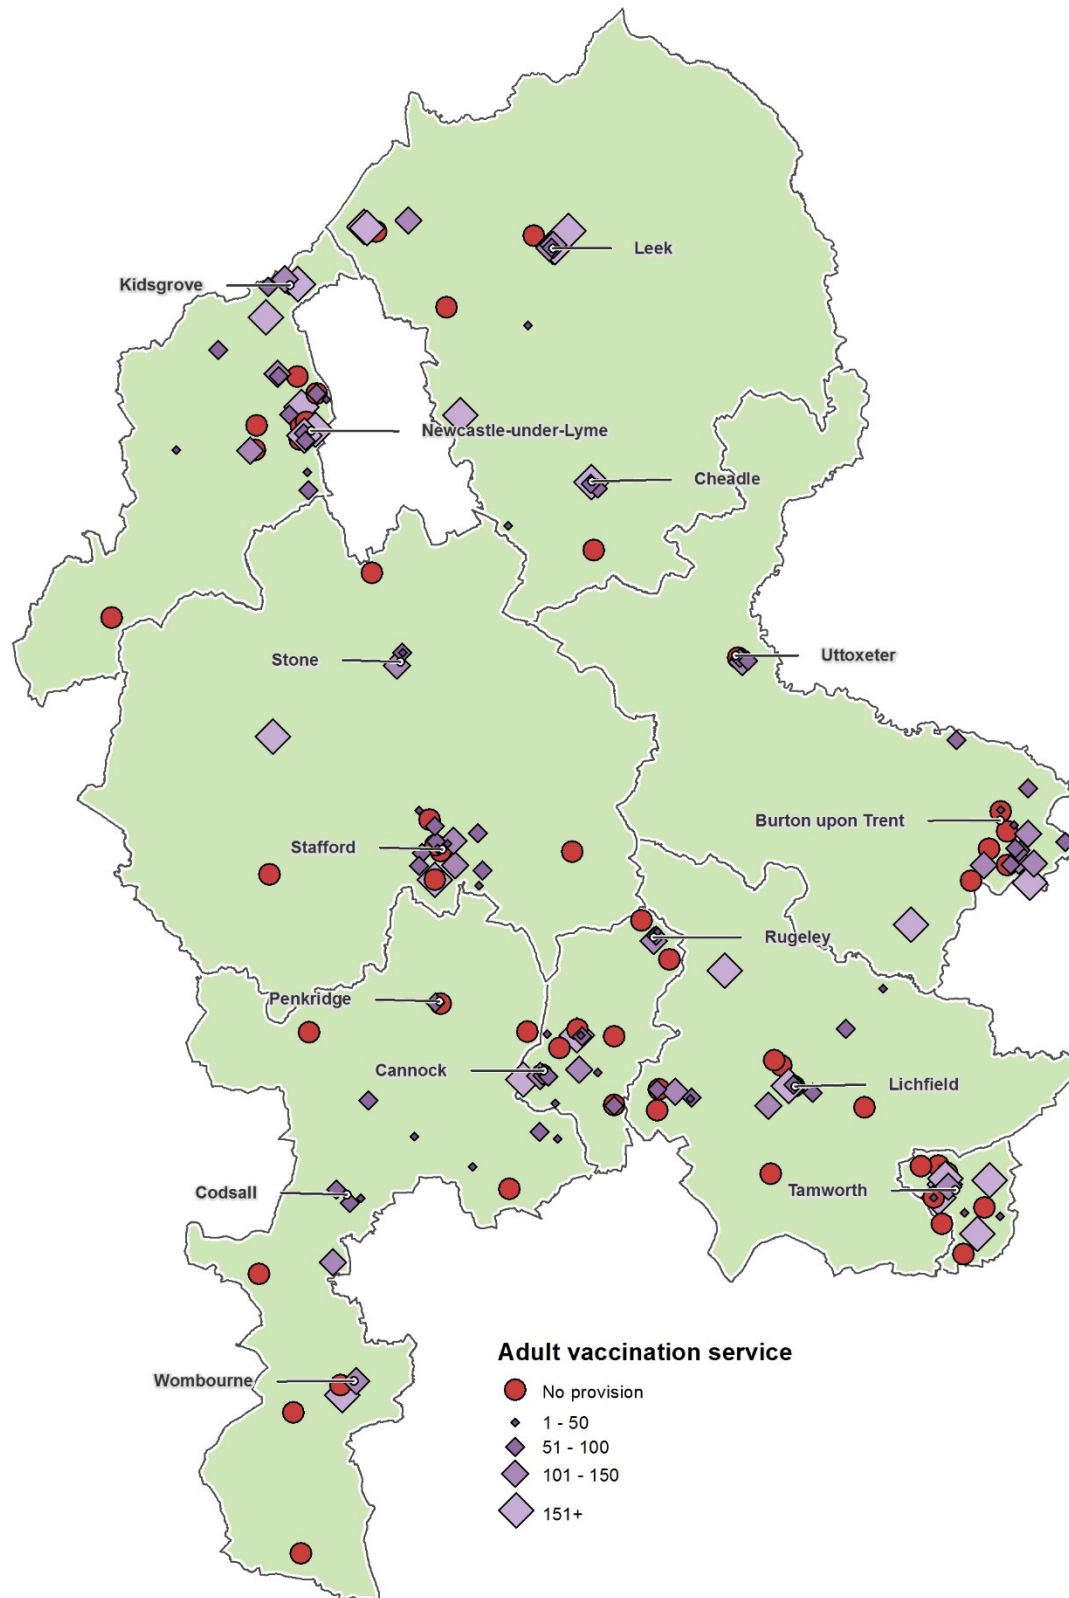 Leek
Kidsgrove
Newcastle-under-Lyme
Cheadle
Stone
Uttoxeter
Burton upon Trent
Stafford
Rugeley
Penkridge
Cannock
Lichfield
Tamworth
Codsall
Wombourne
Adult vaccination service
No provision
1 - 50
51 - 100
101 - 150
151+